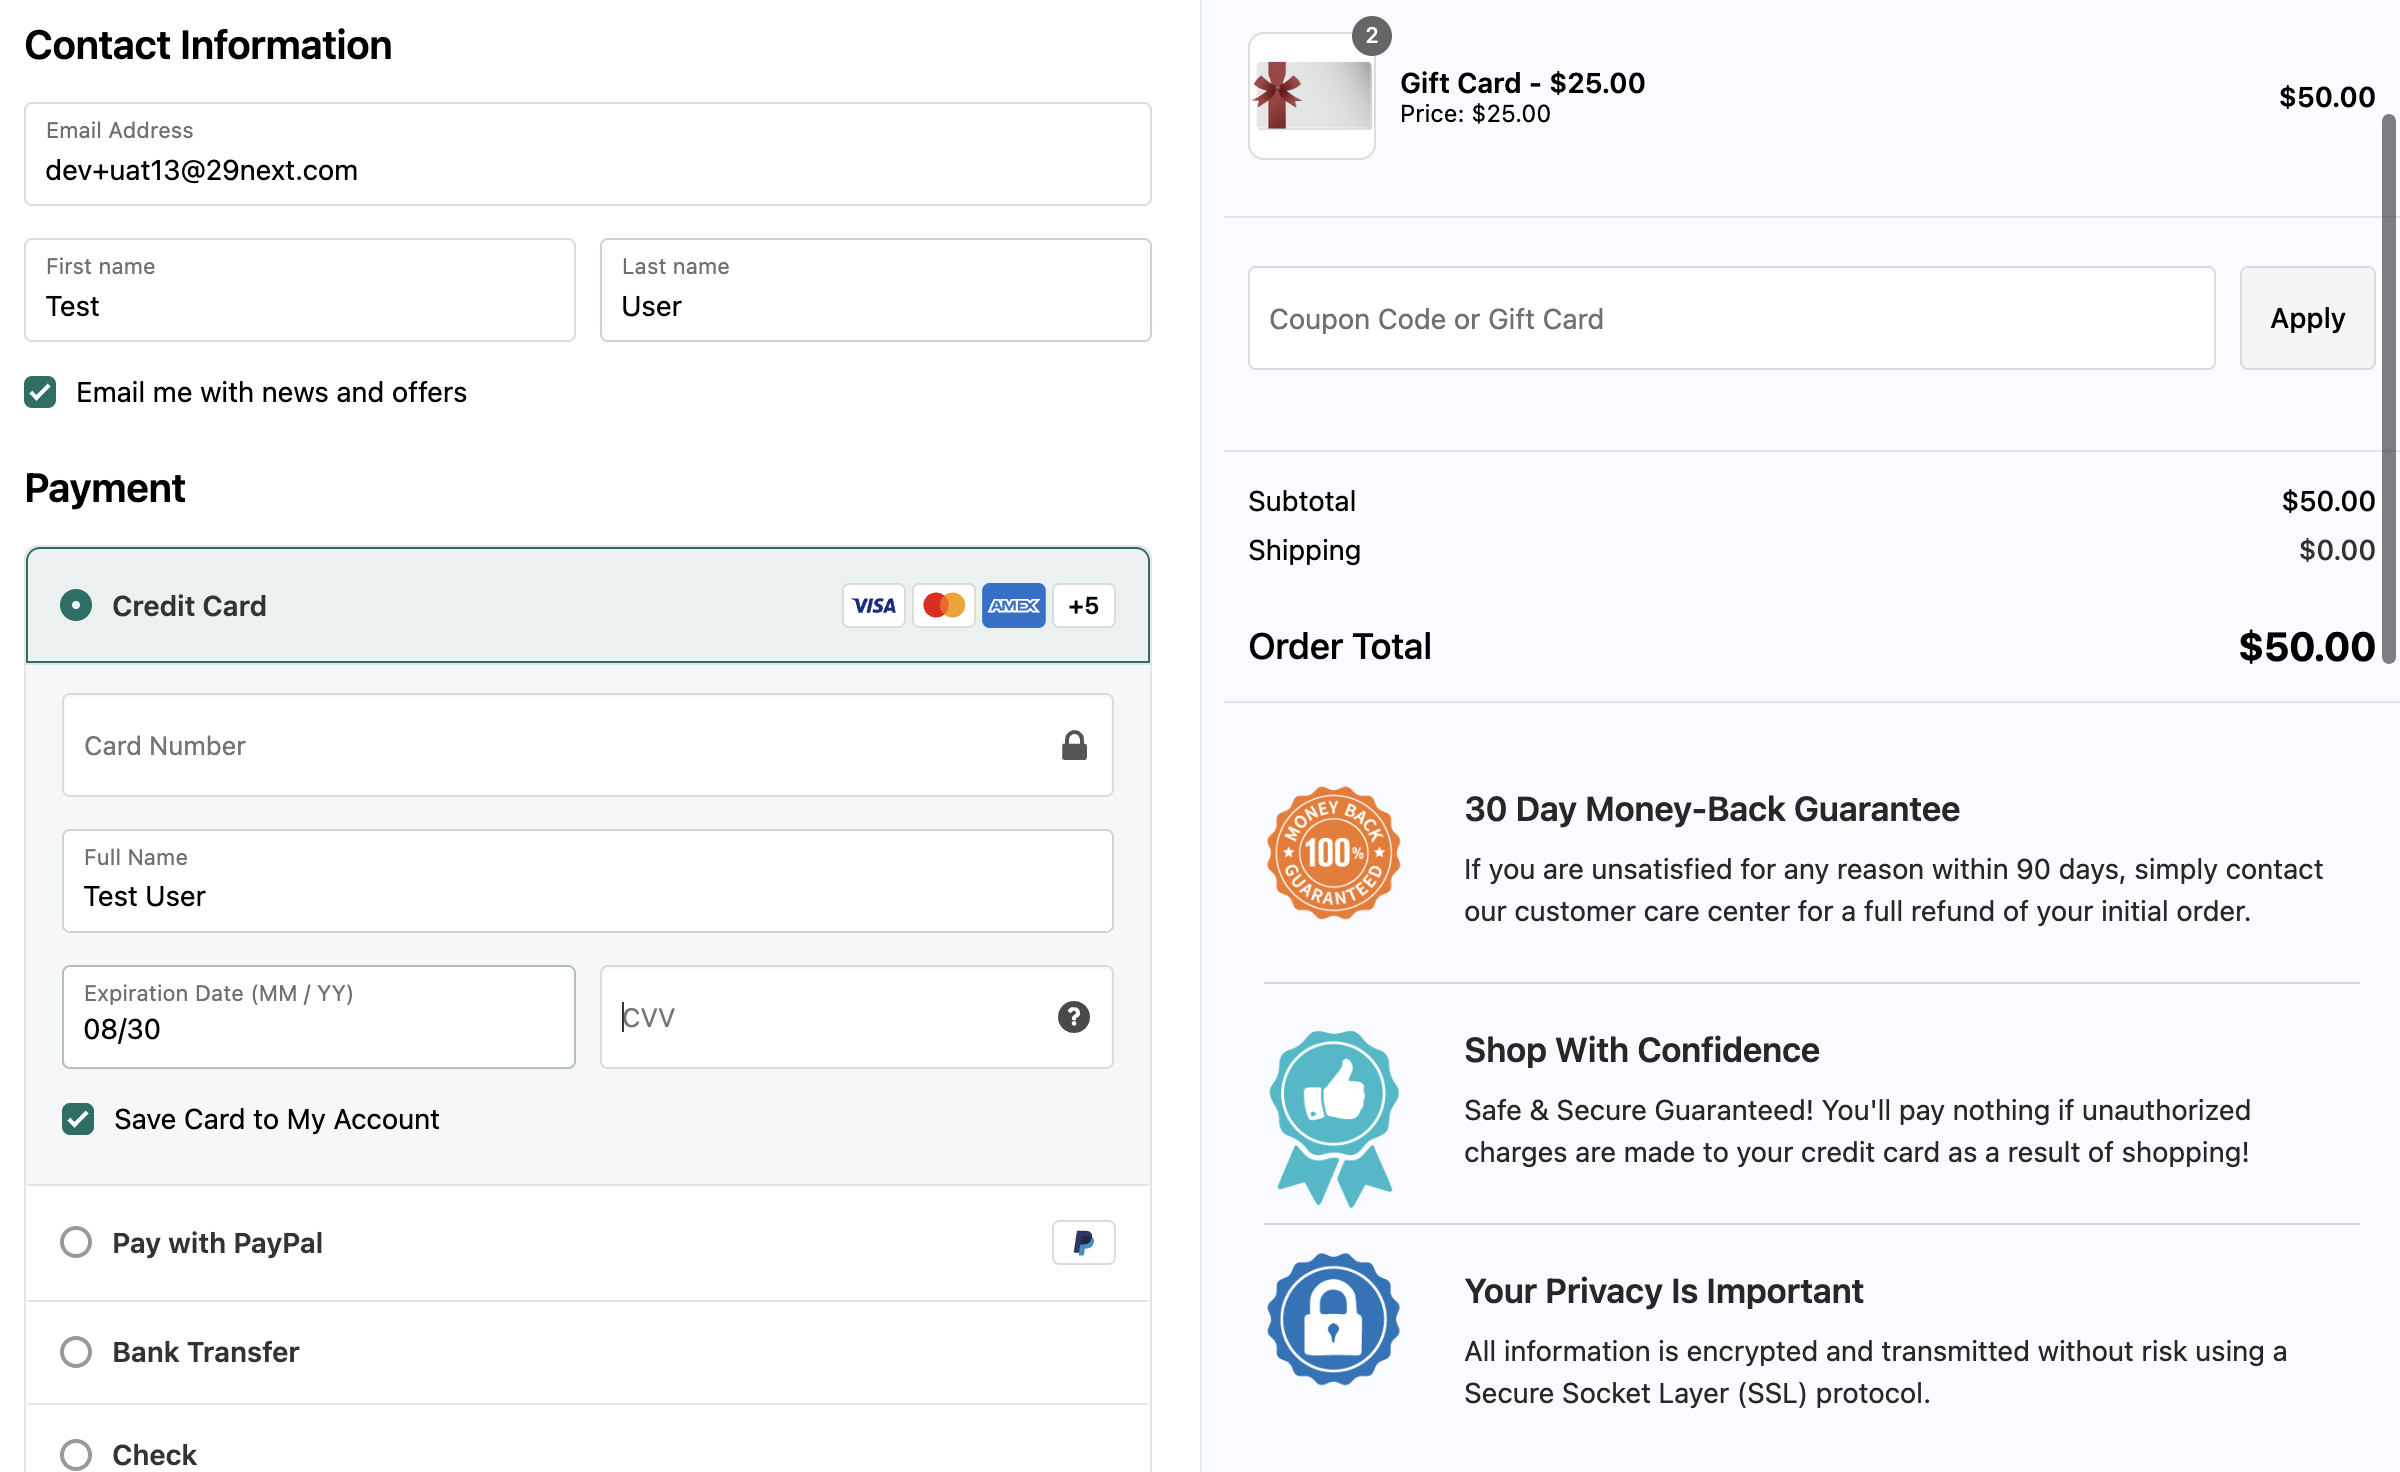 Contact Information
Email Address
dev+uat13@29next.com
First name
Test
Last name
User
Email me with news and offers
Payment
Credit Card
VISA
AMEX
+5
Card Number
Full Name
Test User
Expiration Date (MM / YY)
08/30
CVV
?
Save Card to My Account
Pay with PayPal
Bank Transfer
Check
2
Gift Card - $25.00
Price: $25.00
$50.00
Coupon Code or Gift Card
Apply
Subtotal
$50.00
Shipping
$0.00
Order Total
$50.00
MONEY BACK
100%
GUARANTEED
30 Day Money-Back Guarantee
If you are unsatisfied for any reason within 90 days, simply contact
our customer care center for a full refund of your initial order.
Shop With Confidence
Safe & Secure Guaranteed! You'll pay nothing if unauthorized
charges are made to your credit card as a result of shopping!
Your Privacy Is Important
All information is encrypted and transmitted without risk using a
Secure Socket Layer (SSL) protocol.